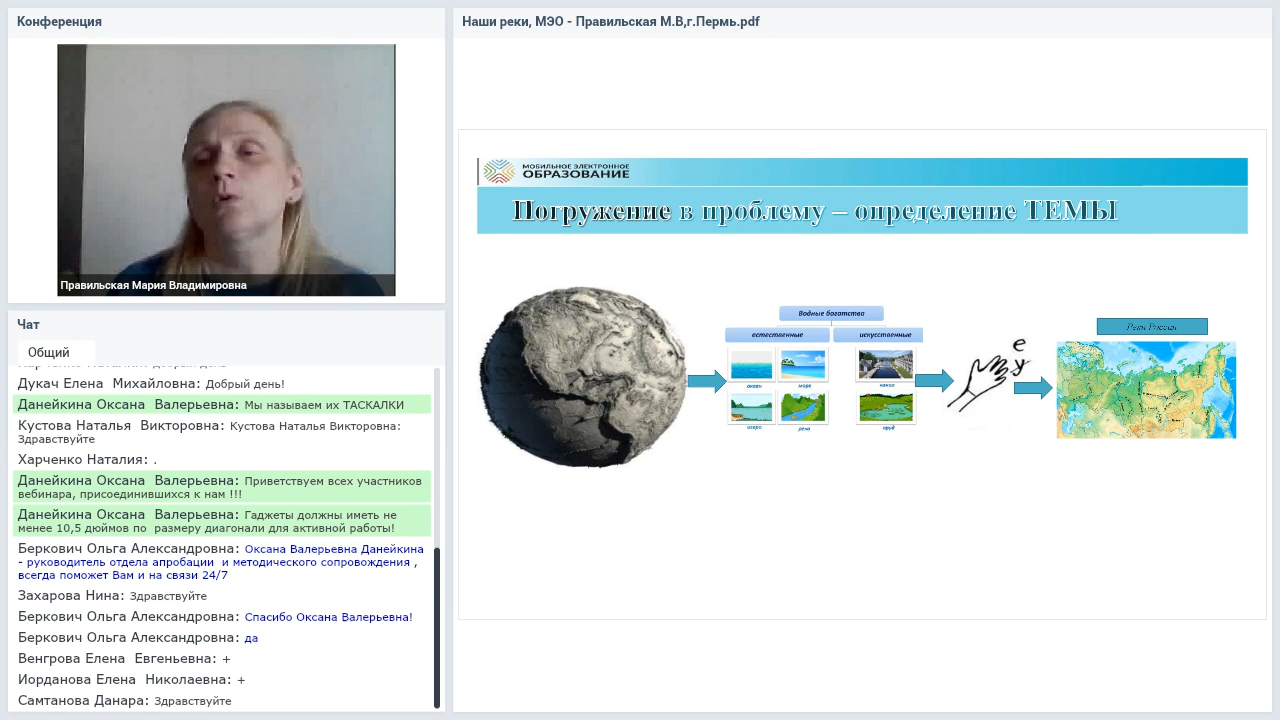 Конференция
Правильская Мария Владимировна
Чат
Общий
Дукач Елена Михайловна: Добрый день!
Данейкина Оксана Валерьевна: Мы называем их ТАСКАЛКИ
Кустова Наталья Викторовна: Кустова Наталья Викторовна:
Здравствуйте
Харченко Наталия: .
Данейкина Оксана Валерьевна: Приветствуем всех участников
вебинара, присоединившихся к нам !!!
Данейкина Оксана Валерьевна: Гаджеты должны иметь не
менее 10,5 дюймов по размеру диагонали для активной работы!
Беркович Ольга Александровна: Оксана Валерьевна Данейкина
- руководитель отдела апробации и методического сопровождения ,
всегда поможет Вам и на связи 24/7
Захарова Нина: Здравствуйте
Беркович Ольга Александровна: Спасибо Оксана Валерьевна!
Беркович Ольга Александровна: да
Венгрова Елена Евгеньевна: +
Иорданова Елена Николаевна: +
Самтанова Данара: Здравствуйте
Наши реки, МЭО - Правильская М.В,г.Пермь.pdf
МОБИЛЬНОЕ ЭЛЕКТРОННОЕ
ОБРАЗОВАНИЕ
Погружение в проблему – определение ТЕМЫ
Водные богатства
естественные
искусственные
океан
море
канал
озеро
река
пруд
Реки России